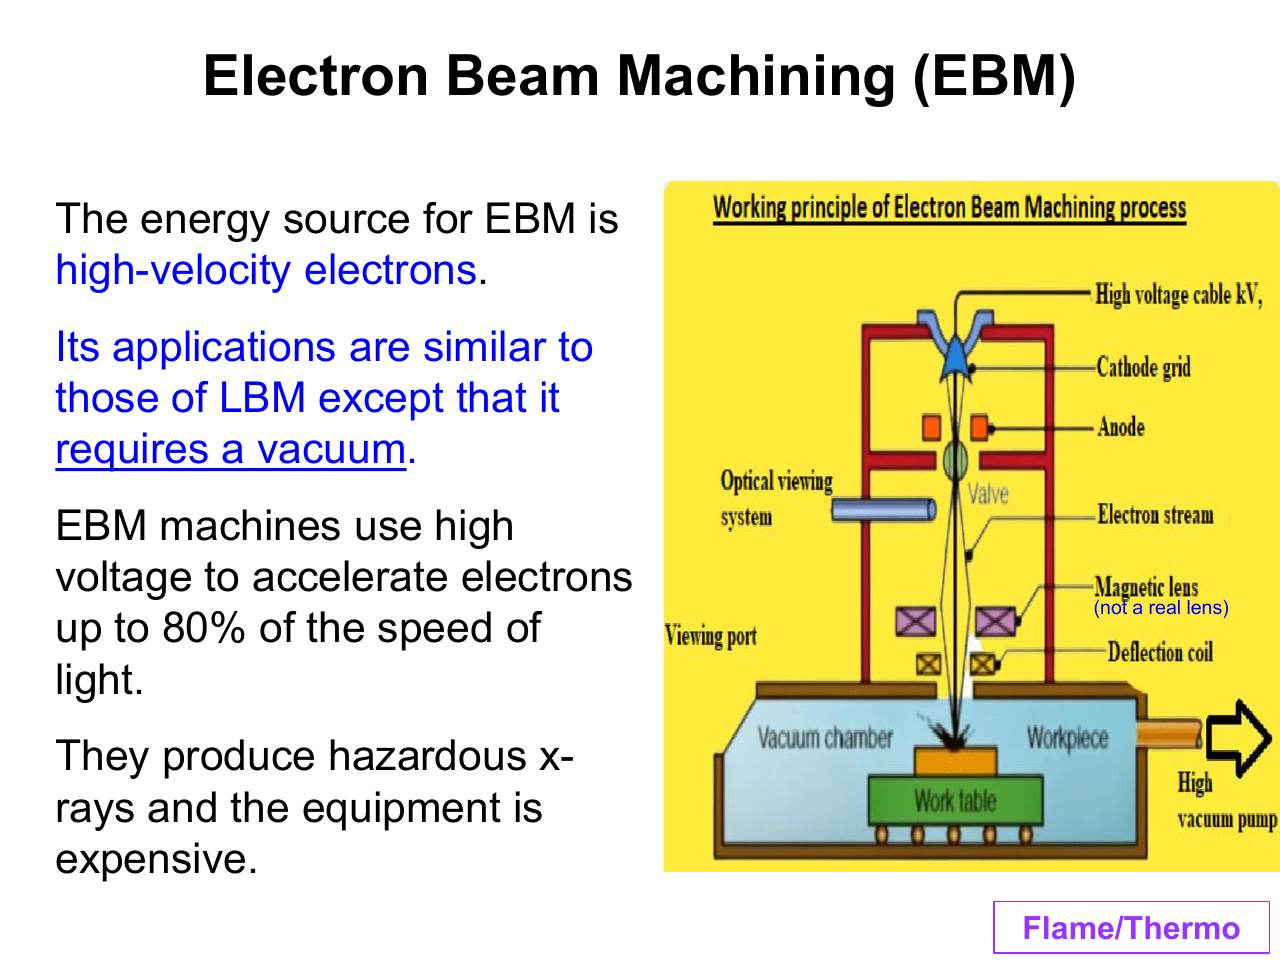 Electron Beam Machining (EBM)
The energy source for EBM is
high-velocity electrons.
Its applications are similar to
those of LBM except that it
requires a vacuum.
EBM machines use high
voltage to accelerate electrons
up to 80% of the speed of
light.
They produce hazardous x-
rays and the equipment is
expensive.
Working principle of Electron Beam Machining process
High voltage cable kV,
Cathode grid
Anode
Optical viewing
system
Valve
Electron stream
Magnetic lens
(not a real lens)
Viewing port
Deflection coil
Vacuum chamber
Workpiece
Work table
High
vacuum pump
Flame/Thermo